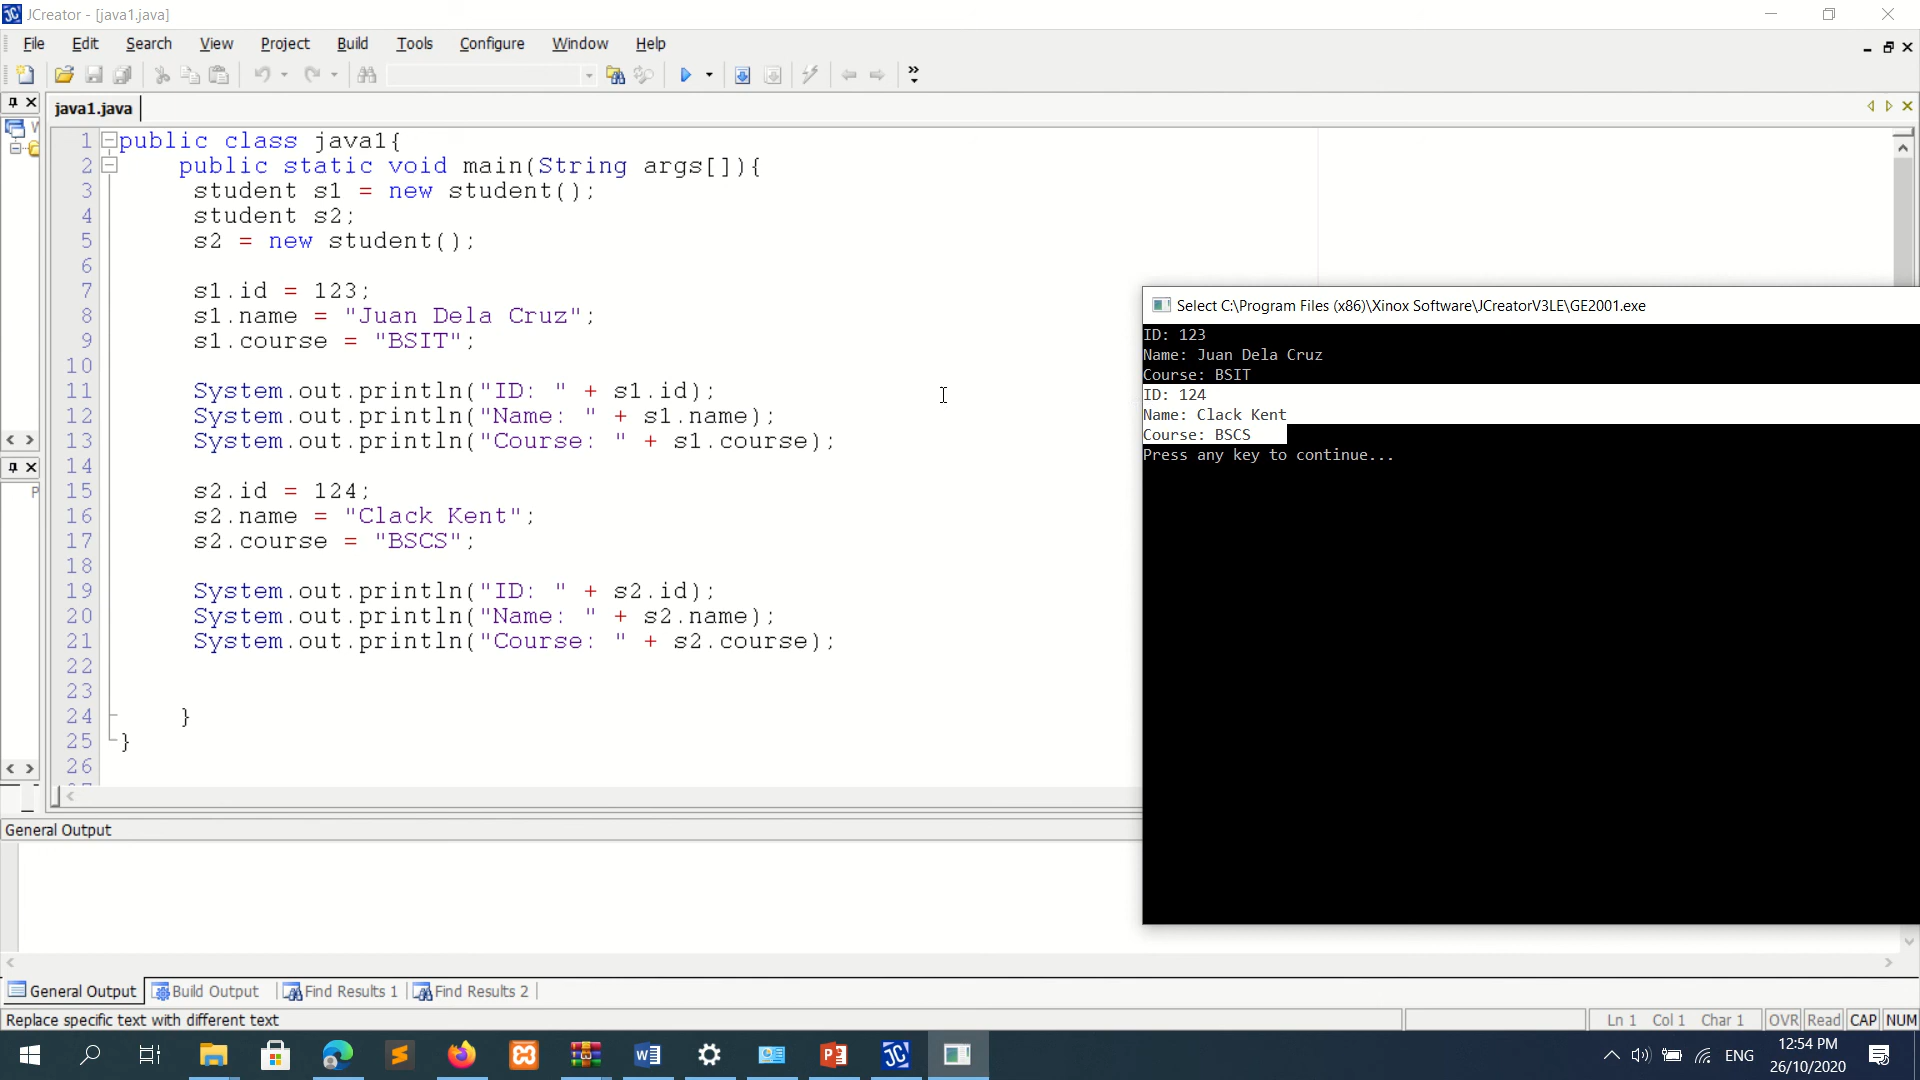 JCreator - [java1.java]
File Edit Search View Project Build Tools Configure Window Help
java1.java
1 public class java1{
2 public static void main(String args[]){
3 student s1 = new student();
4 student s2;
5 s2 = new student();
6
7 s1.id = 123;
8 s1.name = "Juan Dela Cruz";
9 s1.course = "BSIT";
10
11 System.out.println("ID: " + s1.id);
12 System.out.println("Name: " + s1.name);
13 System.out.println("Course: " + s1.course);
14
15 s2.id = 124;
16 s2.name = "Clack Kent";
17 s2.course = "BSCS";
18
19 System.out.println("ID: " + s2.id);
20 System.out.println("Name: " + s2.name);
21 System.out.println("Course: " + s2.course);
22
23
24 }
25 }
26
Select C:\Program Files (x86)\Xinox Software\JCreatorV3LE\GE2001.exe
ID: 123
Name: Juan Dela Cruz
Course: BSIT
ID: 124
Name: Clack Kent
Course: BSCS
Press any key to continue...
General Output
General Output Build Output Find Results 1 Find Results 2
Replace specific text with different text
Ln 1 Col 1 Char 1 OVR Read CAP NUM
ENG
12:54 PM
26/10/2020